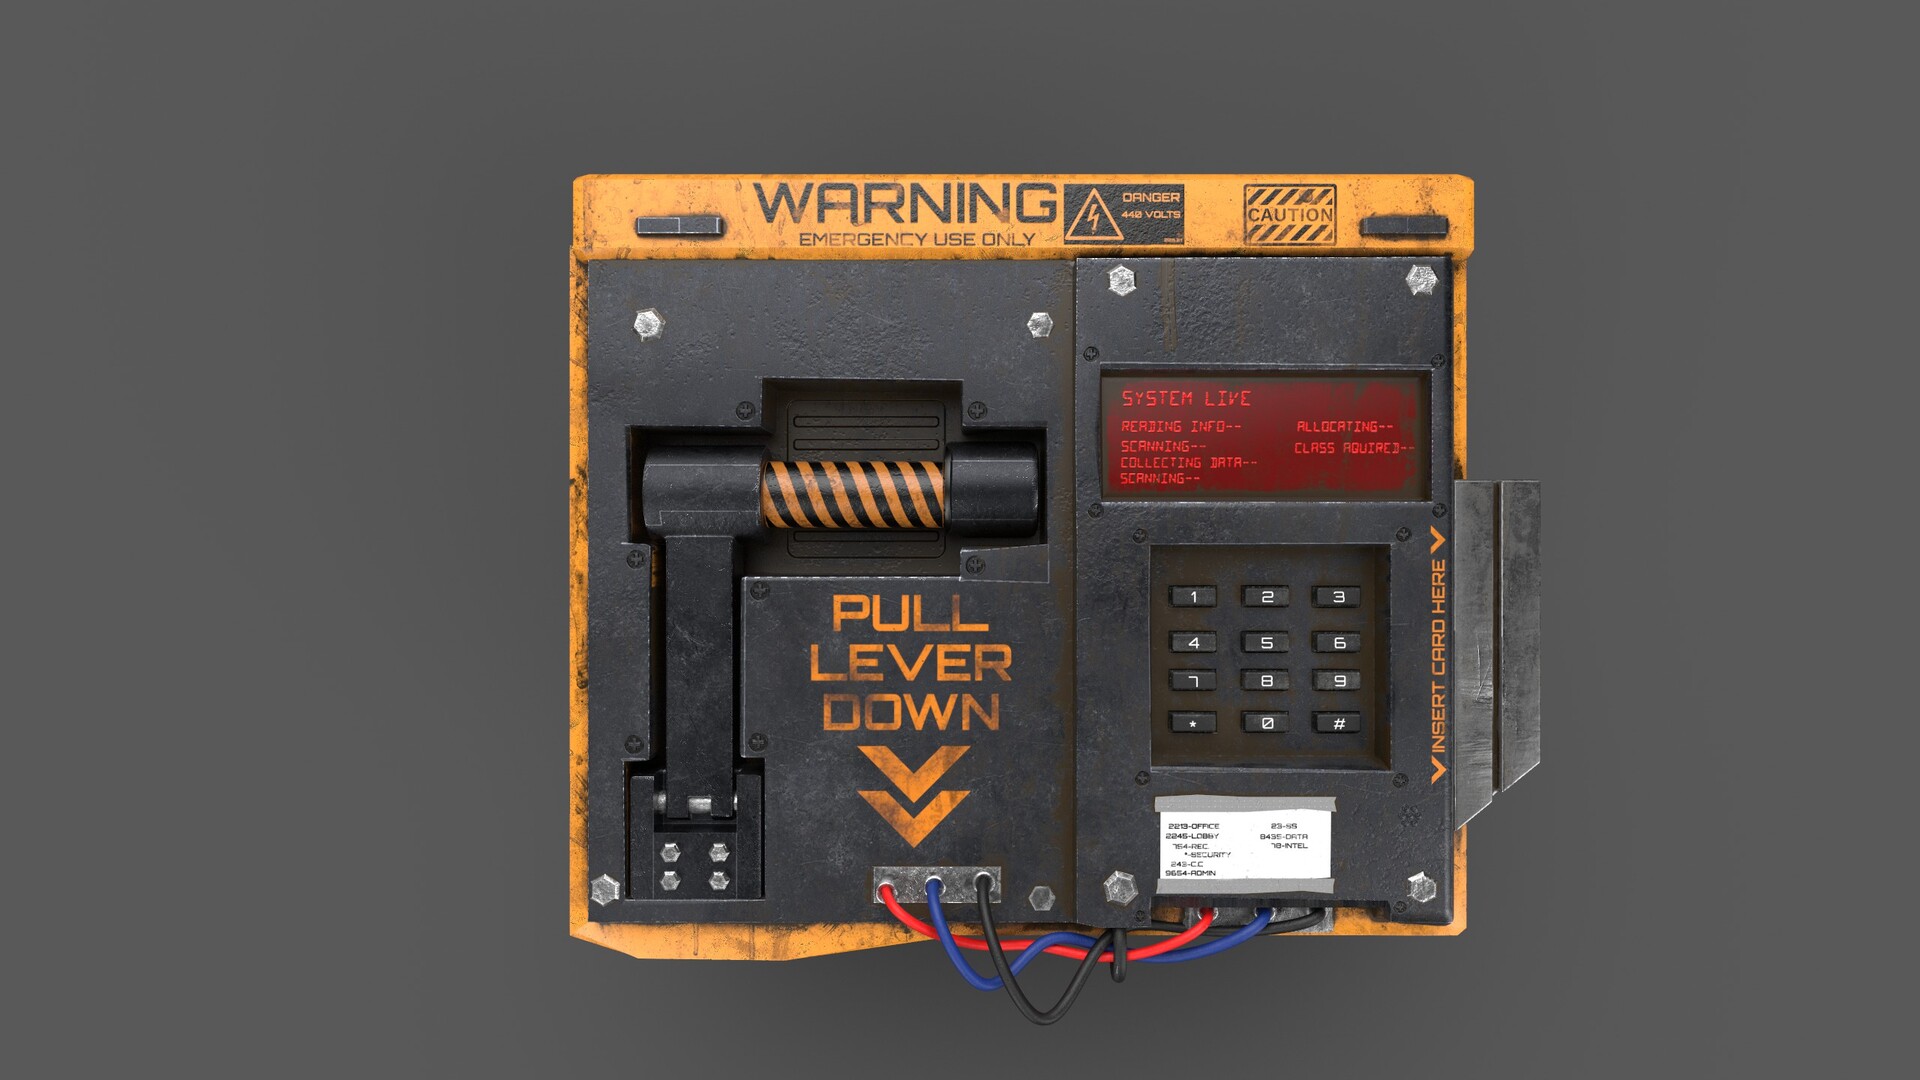 WARNING
EMERGENCY USE ONLY
DANGER
440 VOLTS
CAUTION
SYSTEM LIVE
READING INFO-- ALLOCATING--
SCANNING-- CLASS AQUIRED--
COLLECTING DATA--
SCANNING--
PULL
LEVER
DOWN
1 2 3
4 5 6
7 8 9
* 0 #
INSERT CARD HERE
2213-OFFICE 23-SS
2245-LOBBY 8435-DATA
754-REC. 78-INTEL
*-SECURITY
243-C.C
9654-ADMIN